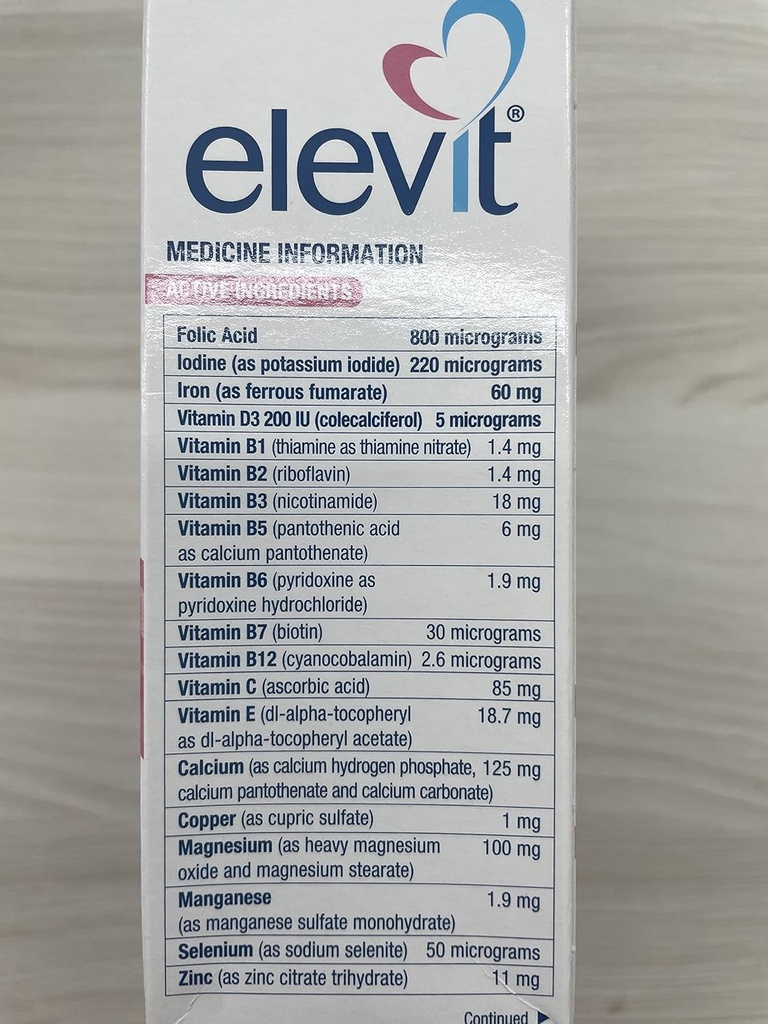 elevit®
MEDICINE INFORMATION
ACTIVE INGREDIENTS
Folic Acid 800 micrograms
Iodine (as potassium iodide) 220 micrograms
Iron (as ferrous fumarate) 60 mg
Vitamin D3 200 IU (colecalciferol) 5 micrograms
Vitamin B1 (thiamine as thiamine nitrate) 1.4 mg
Vitamin B2 (riboflavin) 1.4 mg
Vitamin B3 (nicotinamide) 18 mg
Vitamin B5 (pantothenic acid 6 mg
as calcium pantothenate)
Vitamin B6 (pyridoxine as 1.9 mg
pyridoxine hydrochloride)
Vitamin B7 (biotin) 30 micrograms
Vitamin B12 (cyanocobalamin) 2.6 micrograms
Vitamin C (ascorbic acid) 85 mg
Vitamin E (dl-alpha-tocopheryl 18.7 mg
as dl-alpha-tocopheryl acetate)
Calcium (as calcium hydrogen phosphate, 125 mg
calcium pantothenate and calcium carbonate)
Copper (as cupric sulfate) 1 mg
Magnesium (as heavy magnesium 100 mg
oxide and magnesium stearate)
Manganese 1.9 mg
(as manganese sulfate monohydrate)
Selenium (as sodium selenite) 50 micrograms
Zinc (as zinc citrate trihydrate) 11 mg
Continued ▶